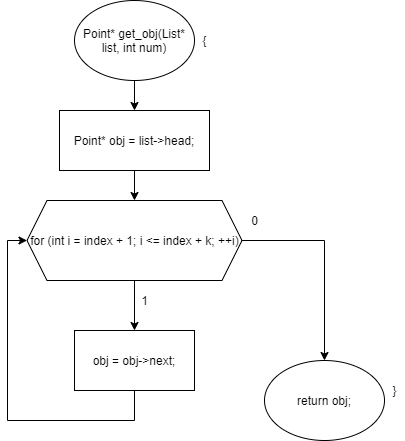 Point* get_obj(List*
list, int num)
{
Point* obj = list->head;
for (int i = index + 1; i <= index + k; ++i)
0
1
obj = obj->next;
return obj;
}